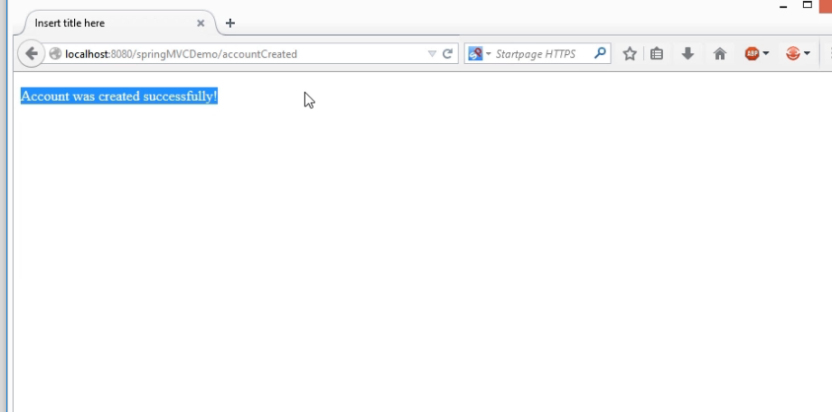 Insert title here
localhost:8080/springMVCDemo/accountCreated
Startpage HTTPS
Account was created successfully!